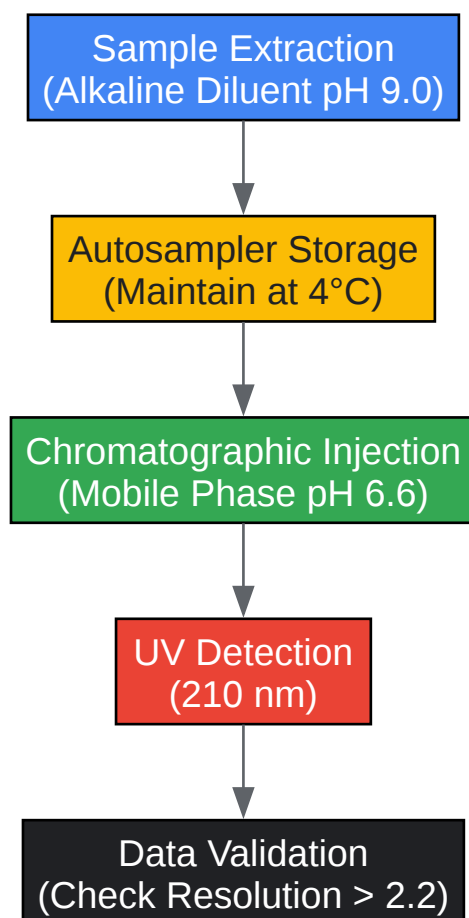 Sample Extraction
(Alkaline Diluent pH 9.0)
Autosampler Storage
(Maintain at 4°C)
Chromatographic Injection
(Mobile Phase pH 6.6)
UV Detection
(210 nm)
Data Validation
(Check Resolution > 2.2)